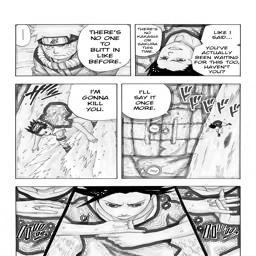 THERE'S
NO ONE
TO
BUTT IN
LIKE
BEFORE.
THERE'S NO
KAKASHI
OR SAKURA
THIS
TIME.
LIKE I
SAID...
YOU'VE
ACTUALLY
BEEN WAITING
FOR THIS TOO,
HAVEN'T
YOU?
I'M
GONNA
KILL
YOU.
I'LL
SAY IT
ONCE
MORE.